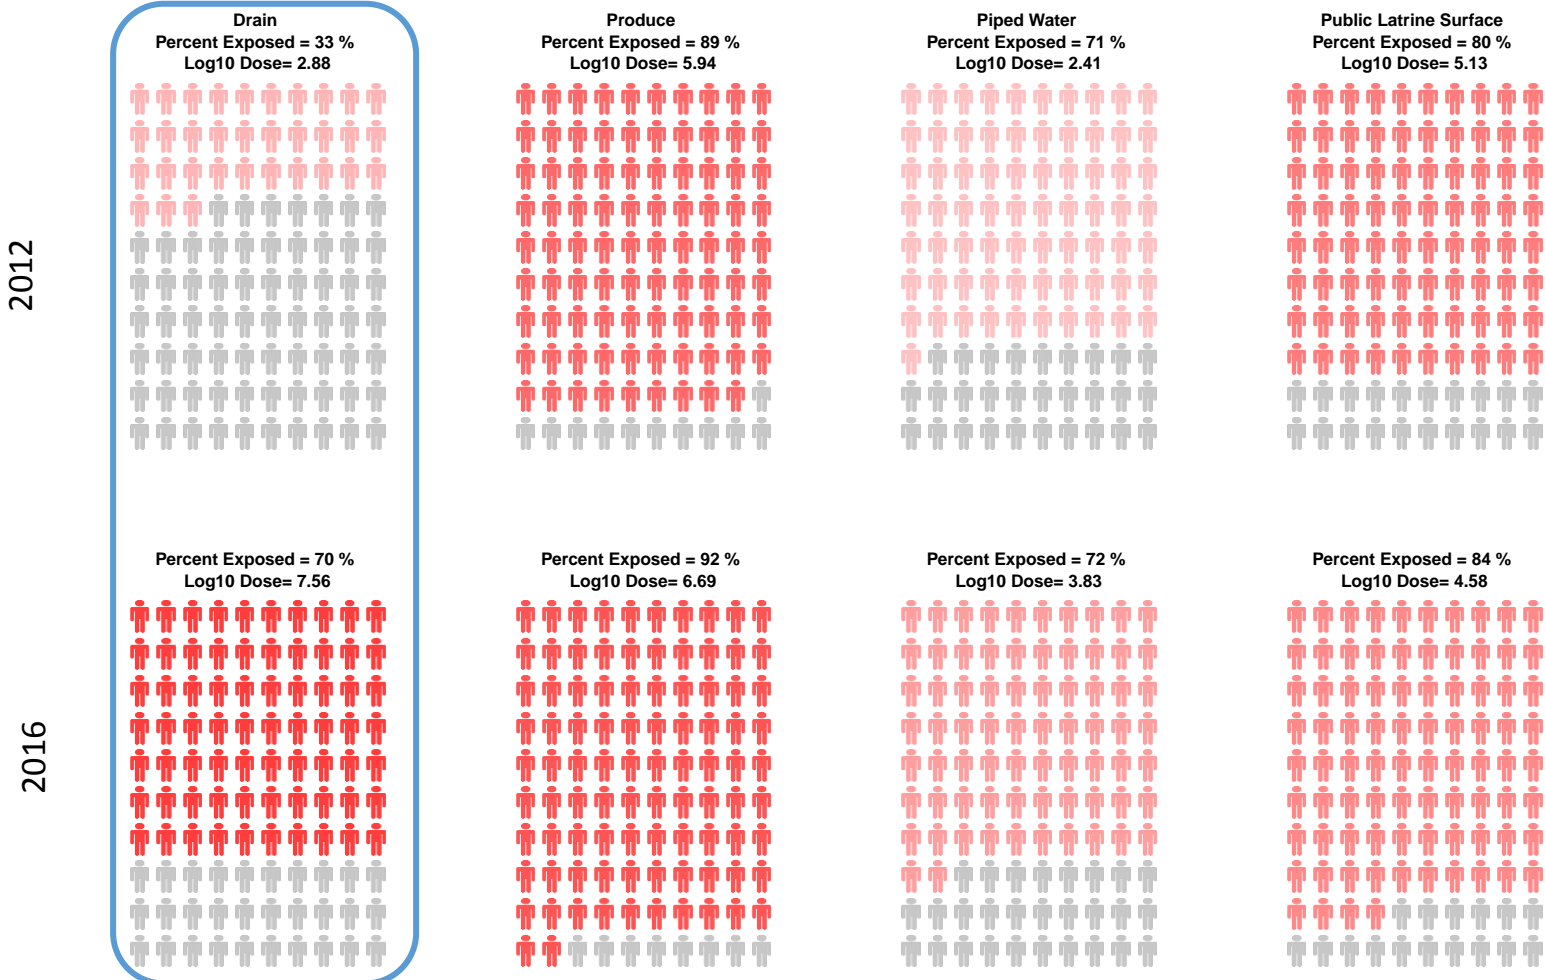 Drain
Percent Exposed = 33 %
Log10 Dose= 2.88
Produce
Percent Exposed = 89 %
Log10 Dose= 5.94
Piped Water
Percent Exposed = 71 %
Log10 Dose= 2.41
Public Latrine Surface
Percent Exposed = 80 %
Log10 Dose= 5.13
2012
Percent Exposed = 70 %
Log10 Dose= 7.56
Percent Exposed = 92 %
Log10 Dose= 6.69
Percent Exposed = 72 %
Log10 Dose= 3.83
Percent Exposed = 84 %
Log10 Dose= 4.58
2016